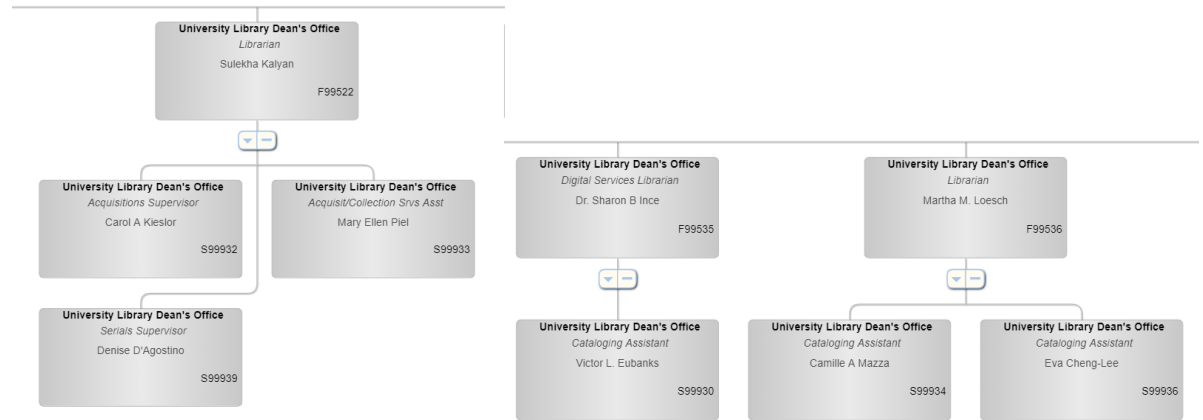 University Library Dean's Office
Librarian
Sulekha Kalyan
F99522
University Library Dean's Office
Acquisitions Supervisor
Carol A Kieslor
S99932
University Library Dean's Office
Acquisit/Collection Srvs Asst
Mary Ellen Piel
S99933
University Library Dean's Office
Serials Supervisor
Denise D'Agostino
S99939
University Library Dean's Office
Digital Services Librarian
Dr. Sharon B Ince
F99535
University Library Dean's Office
Cataloging Assistant
Victor L. Eubanks
S99930
University Library Dean's Office
Librarian
Martha M. Loesch
F99536
University Library Dean's Office
Cataloging Assistant
Camille A Mazza
S99934
University Library Dean's Office
Cataloging Assistant
Eva Cheng-Lee
S99936